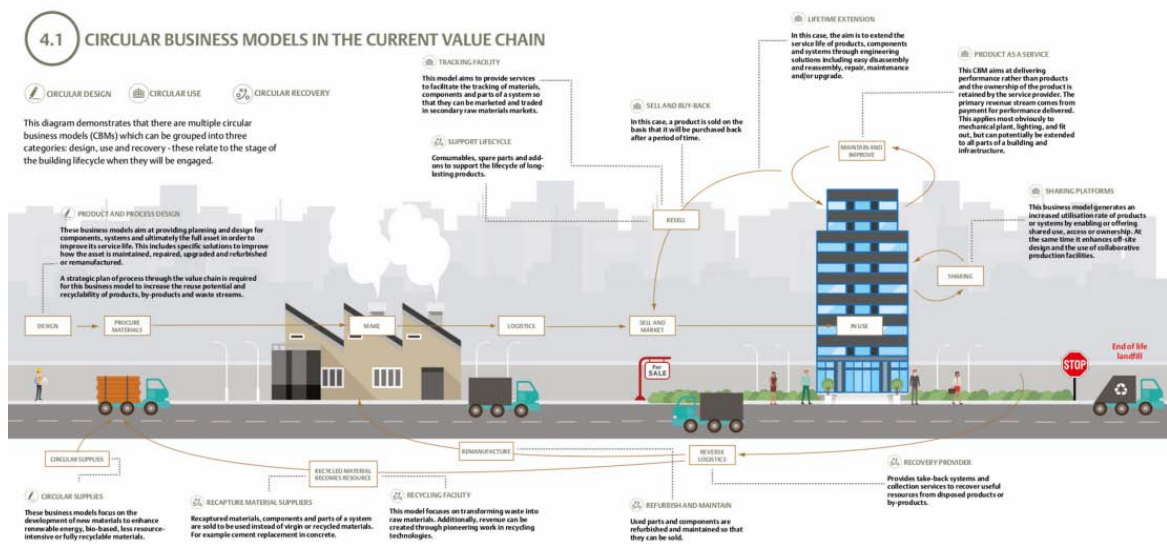 4.1 CIRCULAR BUSINESS MODELS IN THE CURRENT VALUE CHAIN
CIRCULAR DESIGN
CIRCULAR USE
CIRCULAR RECOVERY
This diagram demonstrates that there are multiple circular
business models (CBMs) which can be grouped into three
categories: design, use and recovery - these relate to the stage of
the building lifecycle when they will be engaged.
TRACKING FACILITY
This model aims to provide services
to facilitate the tracking of materials,
components and parts of a system so
that they can be marketed and traded
in secondary raw materials markets.
SUPPORT LIFECYCLE
Consumables, spare parts and add-
ons to support the lifecycle of long-
lasting products.
SELL AND BUY-BACK
In this case, a product is sold on the
basis that it will be purchased back
after a period of time.
LIFETIME EXTENSION
In this case, the aim is to extend the
service life of products, components
and systems through engineering
solutions including easy disassembly
and reassembly, repair, maintenance
and/or upgrade.
PRODUCT AS A SERVICE
This CBM aims at delivering
performance rather than products
and the ownership of the product is
retained by the service provider. The
primary revenue stream comes from
payment for performance delivered.
This applies most obviously to
mechanical plant, lighting, and fit
out, but can potentially be extended
to all parts of a building and
infrastructure.
MAINTAIN AND
IMPROVE
SHARING PLATFORMS
This business model generates an
increased utilisation rate of products
or systems by enabling or offering
shared use, access or ownership. At
the same time it enhances off-site
design and the use of collaborative
production facilities.
PRODUCT AND PROCESS DESIGN
These business models aim at providing planning and design for
components, systems and ultimately the full asset in order to
improve its service life. This includes specific solutions to improve
how the asset is maintained, repaired, upgraded and refurbished
or remanufactured.
A strategic plan of process through the value chain is required
for this business model to increase the reuse potential and
recyclability of products, by-products and waste streams.
RESELL
SHARING
DESIGN
PROCURE
MATERIALS
MAKE
LOGISTICS
SELL AND
MARKET
IN USE
End of life
landfill
For
SALE
STOP
CIRCULAR SUPPLIES
RECYCLED MATERIAL
BECOMES RESOURCE
REMANUFACTURE
REVERSE
LOGISTICS
CIRCULAR SUPPLIES
These business models focus on the
development of new materials to enhance
renewable energy, bio-based, less resource-
intensive or fully recyclable materials.
RECAPTURE MATERIAL SUPPLIERS
Recaptured materials, components and parts of a system
are sold to be used instead of virgin or recycled materials.
For example cement replacement in concrete.
RECYCLING FACILITY
This model focuses on transforming waste into
raw materials. Additionally, revenue can be
created through pioneering work in recycling
technologies.
REFURBISH AND MAINTAIN
Used parts and components are
refurbished and maintained so that
they can be sold.
RECOVERY PROVIDER
Provides take-back systems and
collection services to recover useful
resources from disposed products or
by-products.